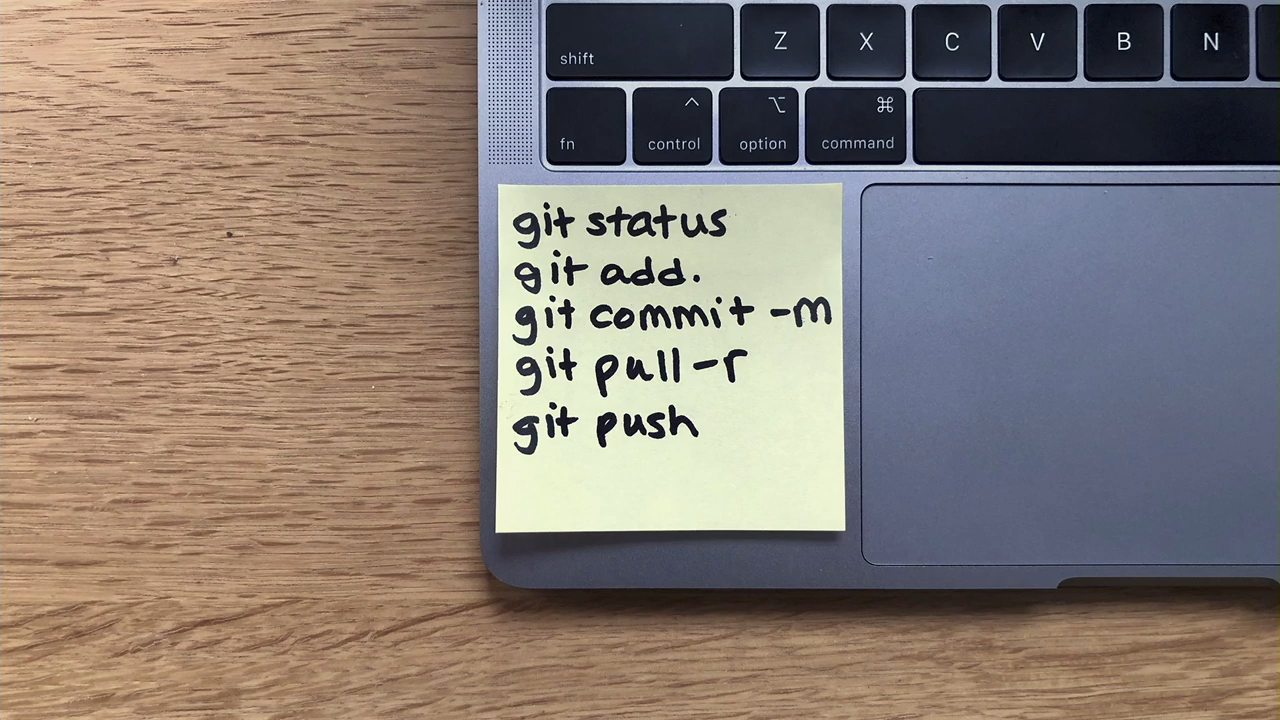 shift Z X C V B N
fn control ^ option ⌥ command ⌘
git status
git add.
git commit -m
git pull -r
git push